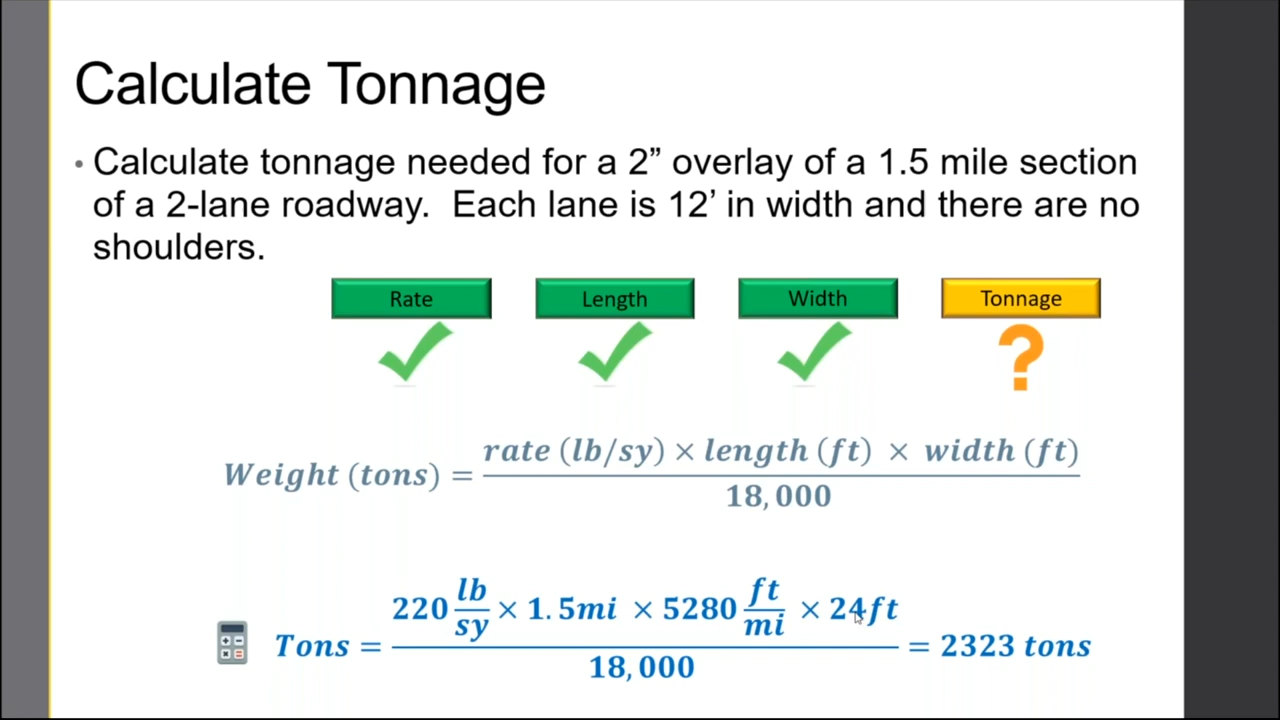 Calculate Tonnage
• Calculate tonnage needed for a 2” overlay of a 1.5 mile section
of a 2-lane roadway.  Each lane is 12’ in width and there are no
shoulders.
Rate Length Width Tonnage
?
Weight (tons) = rate (lb/sy) × length (ft) × width (ft) / 18,000
Tons = 220 lb/sy × 1.5mi × 5280 ft/mi × 24ft / 18,000 = 2323 tons